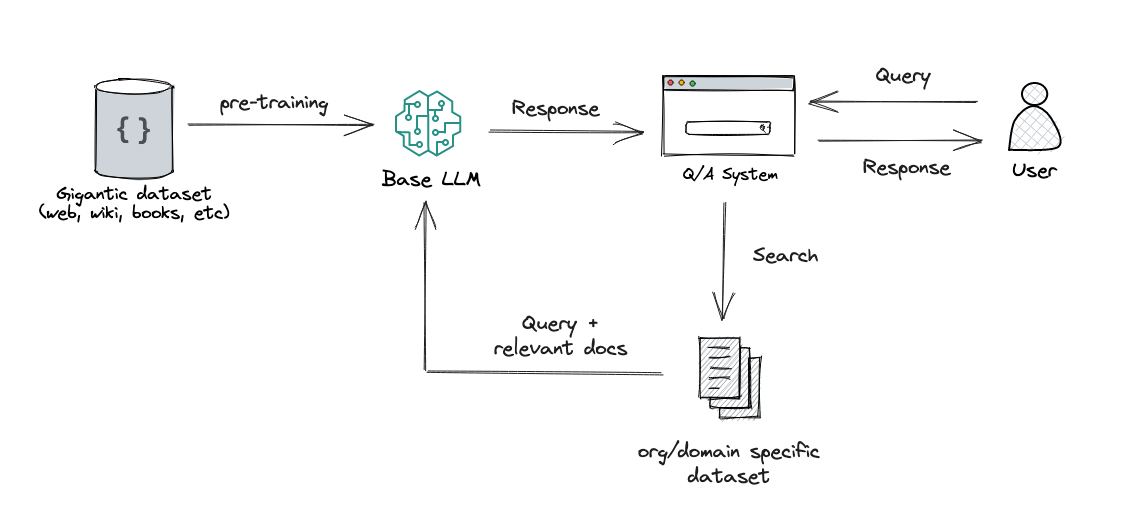 Query
pre-training
Response
{ }
Base LLM
Q/A System
Response
User
Gigantic dataset
(web, wiki, books, etc)
Search
Query +
relevant docs
org/domain specific
dataset